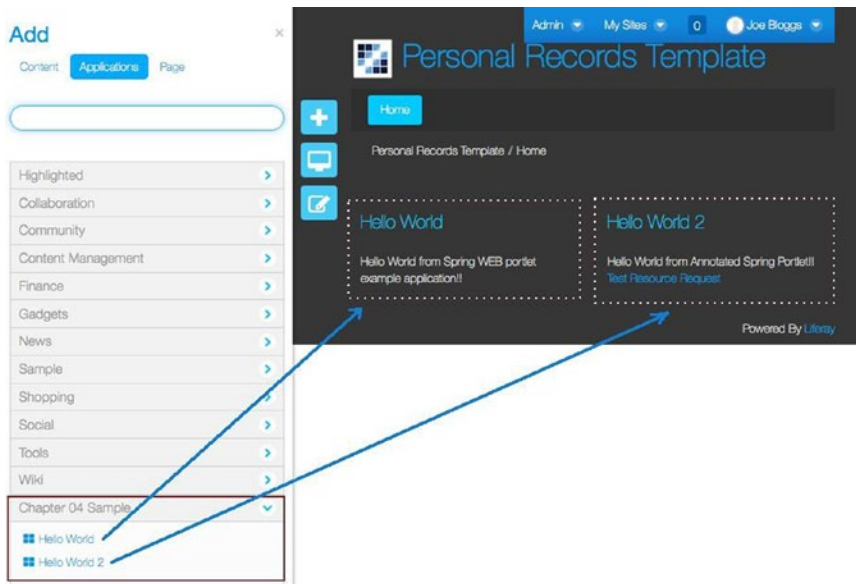 Add
×
Content Applications Page
Highlighted
Collaboration
Community
Content Management
Finance
Gadgets
News
Sample
Shopping
Social
Tools
Wiki
Chapter 04 Sample
Hello World
Hello World 2
Admin My Sites 0 Joe Bloggs
Personal Records Template
Home
Personal Records Template / Home
Hello World
Hello World from Spring WEB portlet
example application!!
Hello World 2
Hello World from Annotated Spring Portlet!!
Test Resource Request
Powered By Liferay